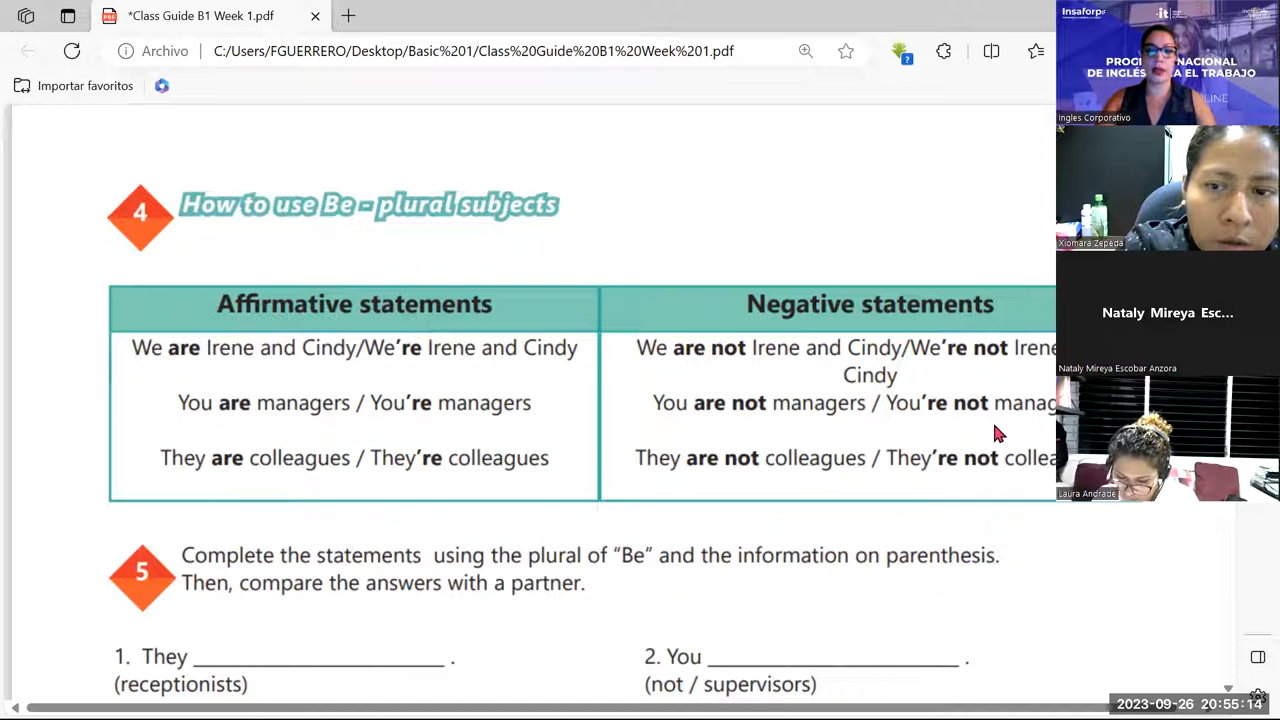 *Class Guide B1 Week 1.pdf
Archivo
C:/Users/FGUERRERO/Desktop/Basic%201/Class%20Guide%20B1%20Week%201.pdf
Importar favoritos
4
How to use Be - plural subjects
Affirmative statements
Negative statements
We are Irene and Cindy/We're Irene and Cindy
We are not Irene and Cindy/We're not Irene
Cindy
You are managers / You're managers
You are not managers / You're not manag
They are colleagues / They're colleagues
They are not colleagues / They're not collea
5
Complete the statements using the plural of "Be" and the information on parenthesis.
Then, compare the answers with a partner.
1. They ________________________ .
(receptionists)
2. You ________________________ .
(not / supervisors)
Insaforp
it
DE INGLÉS A EL TRABAJO
Ingles Corporativo
Xiomara Zepeda
Nataly Mireya Esc...
Nataly Mireya Escobar Anzora
Laura Andrade
2023-09-26 20:55:14